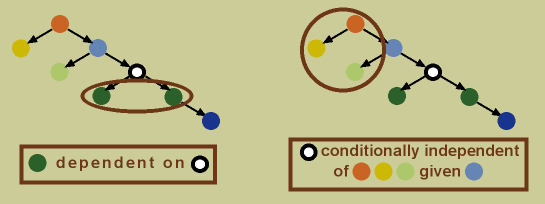 dependent on
conditionally independent
of given